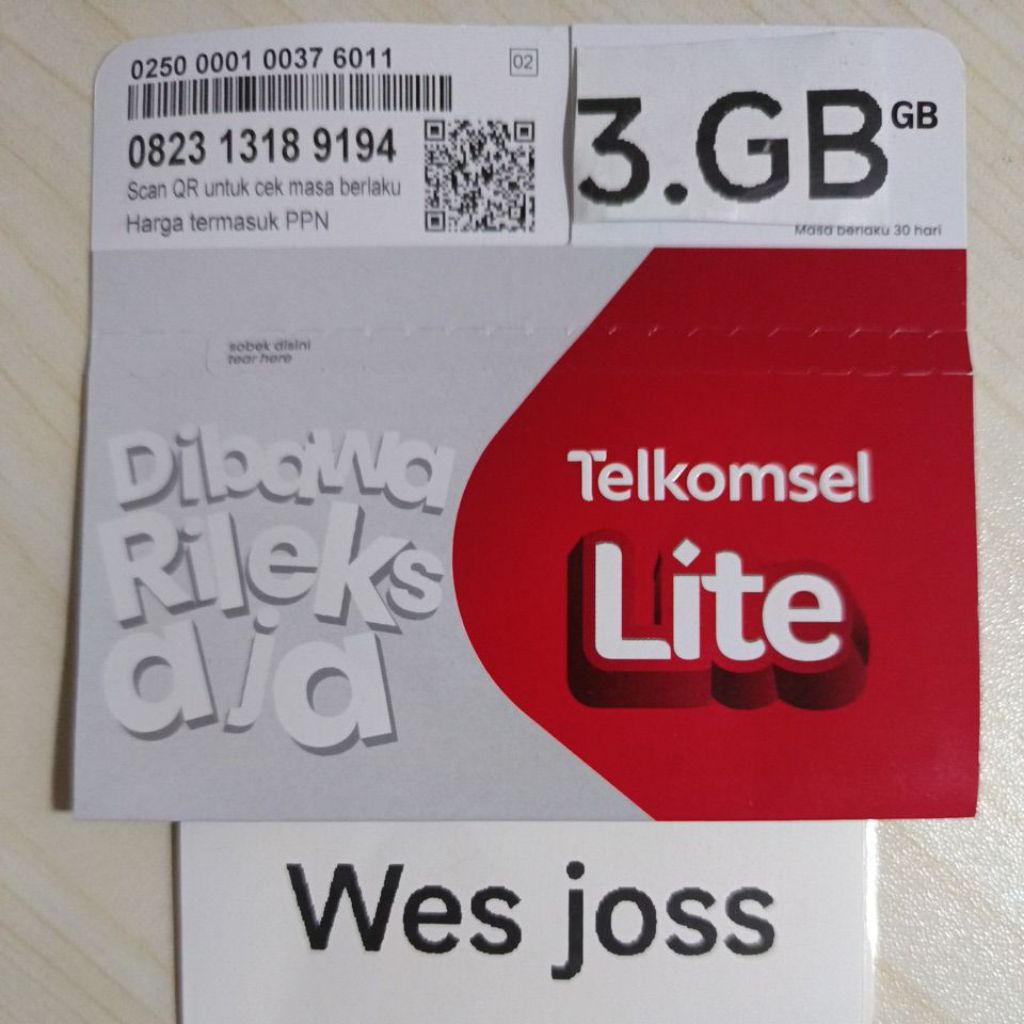 0250 0001 0037 6011
02
0823 1318 9194
Scan QR untuk cek masa berlaku
Harga termasuk PPN
3.GB GB
Masa berlaku 30 hari
sobek disini
tear here
Dibawa
Rileks
aja
Telkomsel
Lite
Wes joss